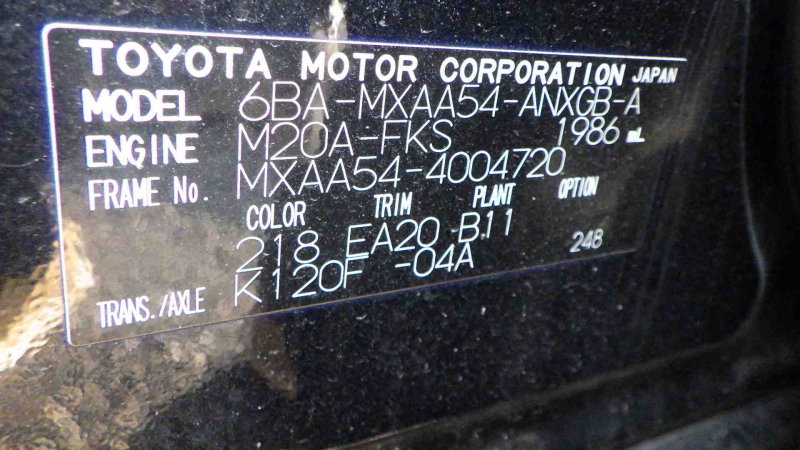 TOYOTA MOTOR CORPORATION JAPAN
MODEL 6BA-MXAA54-ANXGB-A
ENGINE M20A-FKS 1986 mL
FRAME No. MXAA54-4004720
COLOR TRIM PLANT OPTION
218 EA20 B11 248
TRANS./AXLE K120F -04A